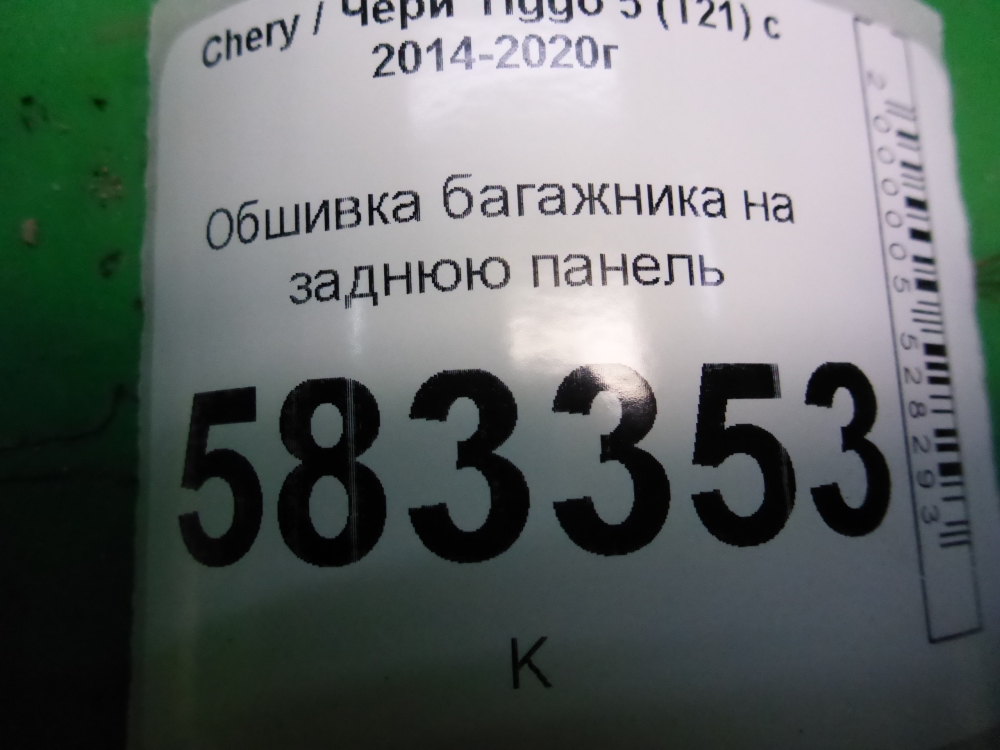 Chery / Чери Tiggo 5 (T21) с
2014-2020г
Обшивка багажника на
заднюю панель
583353
К
2000005528293